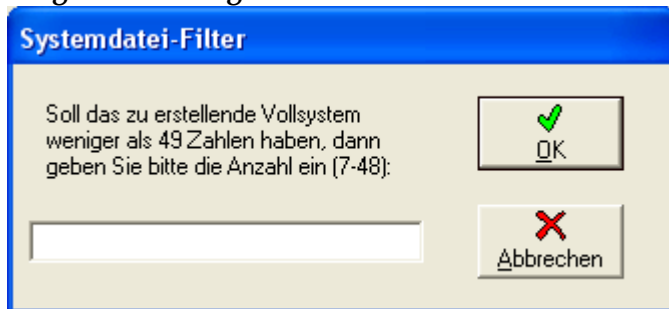 Systemdatei-Filter
Soll das zu erstellende Vollsystem
weniger als 49 Zahlen haben, dann
geben Sie bitte die Anzahl ein (7-48):
OK
Abbrechen